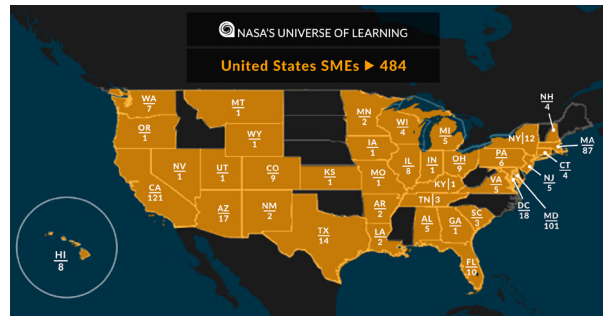 NASA'S UNIVERSE OF LEARNING
United States SMEs ▶ 484
WA
7
MT
1
OR
1
WY
1
NV
1
UT
1
CO
9
CA
121
AZ
17
NM
2
KS
1
TX
14
MN
2
IA
1
MO
1
AR
2
LA
2
WI
4
IL
8
MI
5
IN
1
OH
9
KY|1
TN|3
AL
5
GA
1
SC
3
FL
10
VA
5
PA
6
NY|12
NH
4
MA
87
CT
4
NJ
5
MD
101
DC
18
HI
8